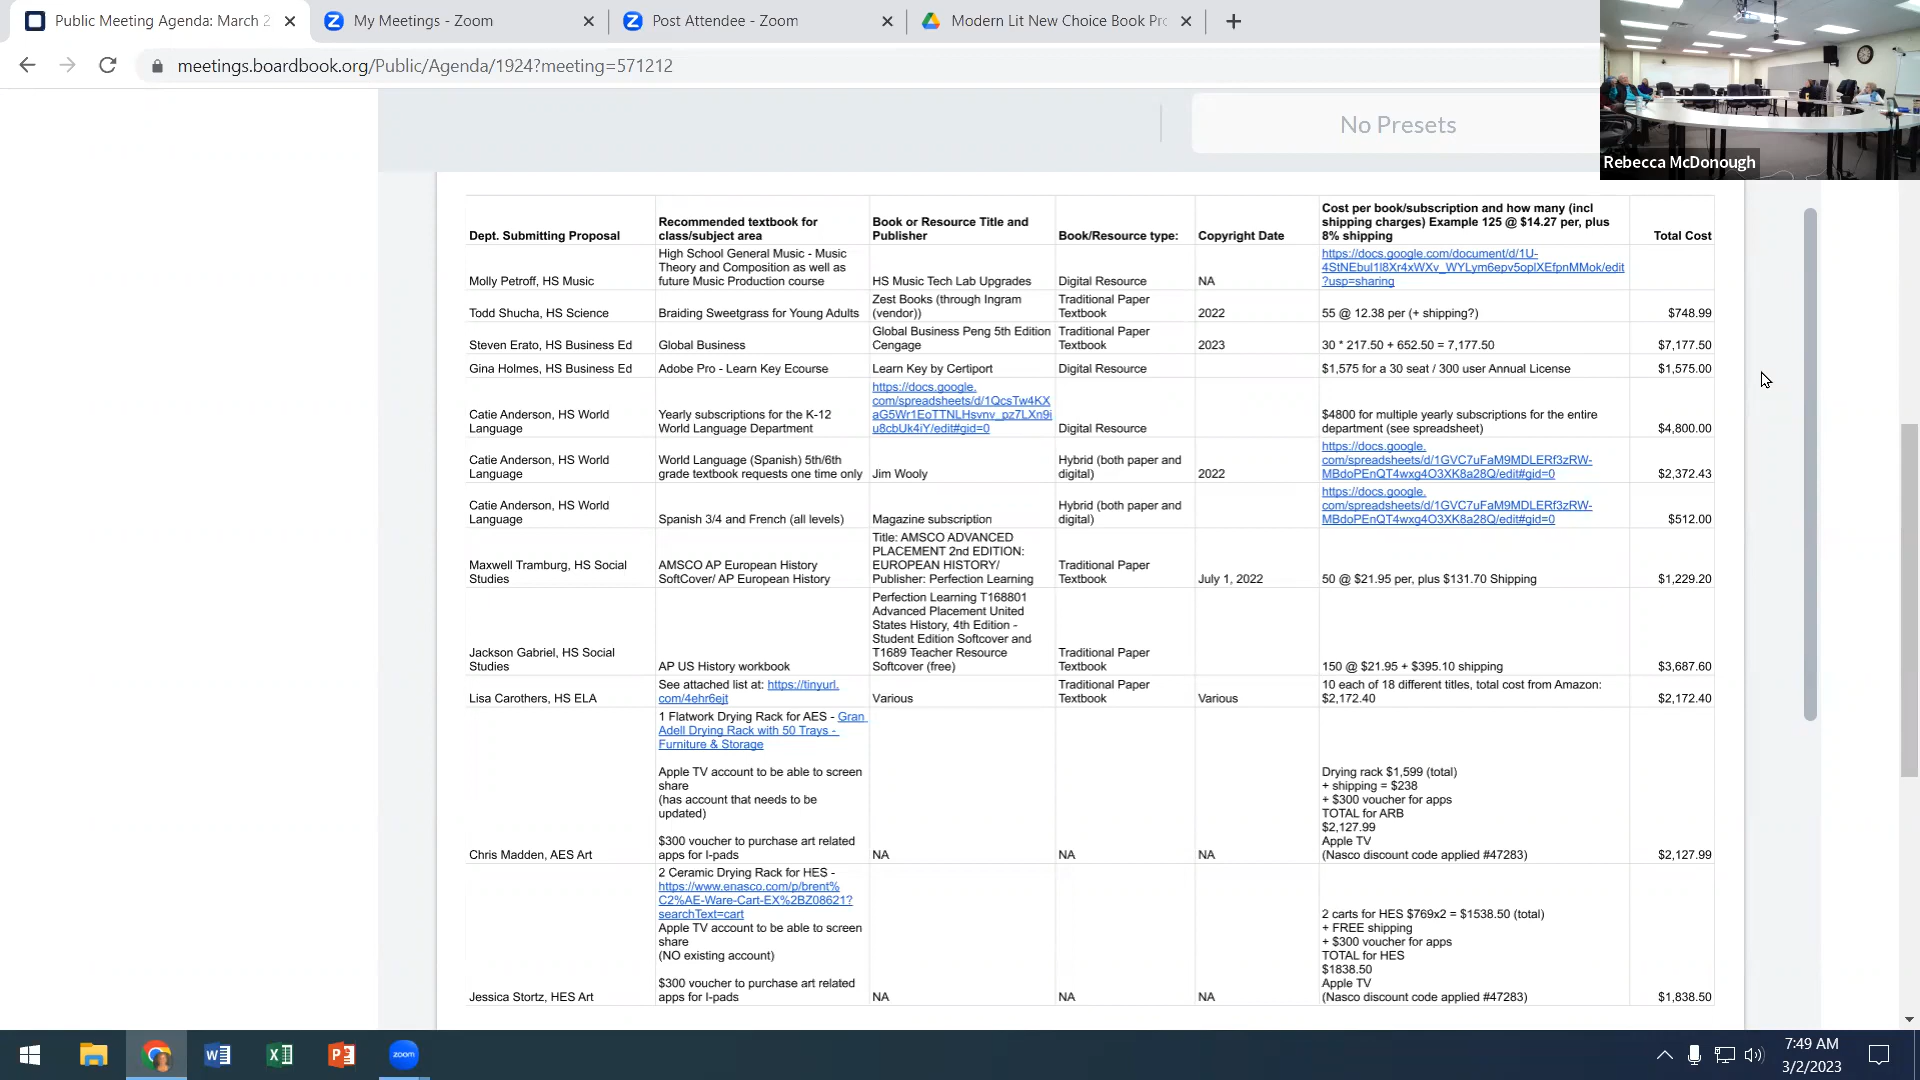 Public Meeting Agenda: March 2
My Meetings - Zoom
Post Attendee - Zoom
Modern Lit New Choice Book Pr
meetings.boardbook.org/Public/Agenda/1924?meeting=571212
No Presets
Rebecca McDonough
Dept. Submitting Proposal
Recommended textbook for
class/subject area
Book or Resource Title and
Publisher
Book/Resource type:
Copyright Date
Cost per book/subscription and how many (incl
shipping charges) Example 125 @ $14.27 per, plus
8% shipping
Total Cost
Molly Petroff, HS Music
High School General Music - Music
Theory and Composition as well as
future Music Production course
HS Music Tech Lab Upgrades
Digital Resource
NA
https://docs.google.com/document/d/1U-
4StNEbul1l8Xr4xWXv_WYLym6epv5oplXEfpnMMok/edit
?usp=sharing
Todd Shucha, HS Science
Braiding Sweetgrass for Young Adults
Zest Books (through Ingram
(vendor))
Traditional Paper
Textbook
2022
55 @ 12.38 per (+ shipping?)
$748.99
Steven Erato, HS Business Ed
Global Business
Global Business Peng 5th Edition
Cengage
Traditional Paper
Textbook
2023
30 * 217.50 + 652.50 = 7,177.50
$7,177.50
Gina Holmes, HS Business Ed
Adobe Pro - Learn Key Ecourse
Learn Key by Certiport
Digital Resource
$1,575 for a 30 seat / 300 user Annual License
$1,575.00
Catie Anderson, HS World
Language
Yearly subscriptions for the K-12
World Language Department
https://docs.google.
com/spreadsheets/d/1QcsTw4KX
aG5Wr1EoTTNLHsvnv_pz7LXn9i
u8cbUk4iY/edit#gid=0
Digital Resource
$4800 for multiple yearly subscriptions for the entire
department (see spreadsheet)
$4,800.00
Catie Anderson, HS World
Language
World Language (Spanish) 5th/6th
grade textbook requests one time only
Jim Wooly
Hybrid (both paper and
digital)
2022
https://docs.google.
com/spreadsheets/d/1GVC7uFaM9MDLERf3zRW-
MBdoPEnQT4wxg4O3XK8a28Q/edit#gid=0
$2,372.43
Catie Anderson, HS World
Language
Spanish 3/4 and French (all levels)
Magazine subscription
Hybrid (both paper and
digital)
https://docs.google.
com/spreadsheets/d/1GVC7uFaM9MDLERf3zRW-
MBdoPEnQT4wxg4O3XK8a28Q/edit#gid=0
$512.00
Maxwell Tramburg, HS Social
Studies
AMSCO AP European History
SoftCover/ AP European History
Title: AMSCO ADVANCED
PLACEMENT 2nd EDITION:
EUROPEAN HISTORY/
Publisher: Perfection Learning
Traditional Paper
Textbook
July 1, 2022
50 @ $21.95 per, plus $131.70 Shipping
$1,229.20
Jackson Gabriel, HS Social
Studies
AP US History workbook
Perfection Learning T168801
Advanced Placement United
States History, 4th Edition -
Student Edition Softcover and
T1689 Teacher Resource
Softcover (free)
Traditional Paper
Textbook
150 @ $21.95 + $395.10 shipping
$3,687.60
Lisa Carothers, HS ELA
See attached list at: https://tinyurl.
com/4ehr6ejt
Various
Traditional Paper
Textbook
Various
10 each of 18 different titles, total cost from Amazon:
$2,172.40
$2,172.40
Chris Madden, AES Art
1 Flatwork Drying Rack for AES - Gran
Adell Drying Rack with 50 Trays -
Furniture & Storage
Apple TV account to be able to screen
share
(has account that needs to be
updated)
$300 voucher to purchase art related
apps for I-pads
NA
NA
NA
Drying rack $1,599 (total)
+ shipping = $238
+ $300 voucher for apps
TOTAL for ARB
$2,127.99
Apple TV
(Nasco discount code applied #47283)
$2,127.99
Jessica Stortz, HES Art
2 Ceramic Drying Rack for HES -
https://www.enasco.com/p/brent%
C2%AE-Ware-Cart-EX%2BZ08621?
searchText=cart
Apple TV account to be able to screen
share
(NO existing account)
$300 voucher to purchase art related
apps for I-pads
NA
NA
NA
2 carts for HES $769x2 = $1538.50 (total)
+ FREE shipping
+ $300 voucher for apps
TOTAL for HES
$1838.50
Apple TV
(Nasco discount code applied #47283)
$1,838.50
zoom
7:49 AM
3/2/2023